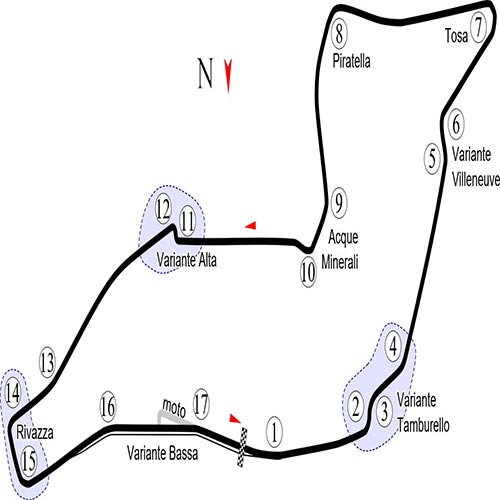 8
Piratella
Tosa
7
N
6
5
Variante
Villeneuve
12
11
9
Acque
Minerali
10
Variante Alta
4
13
14
Rivazza
15
16
moto
17
Variante Bassa
1
2
3
Variante
Tamburello